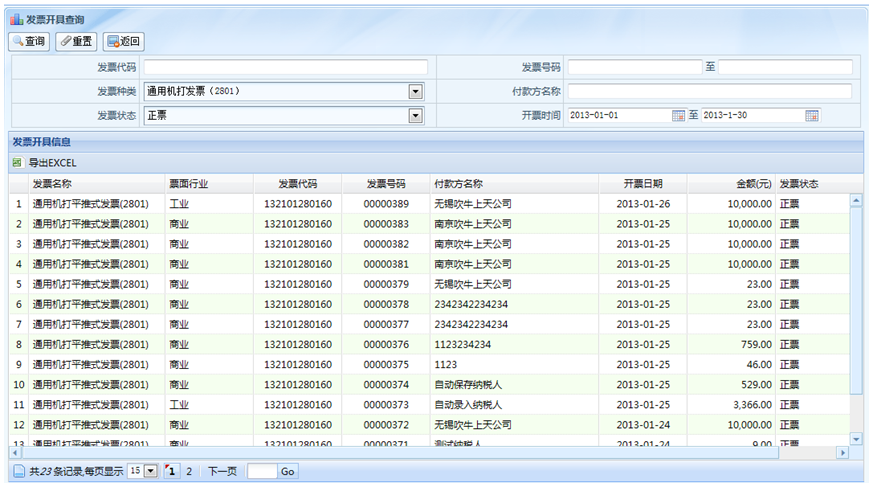 发票开具查询
查询 重置 返回
发票代码 发票号码 至
发票种类 通用机打发票（2801） 付款方名称
发票状态 正票 开票时间 2013-01-01 至 2013-1-30
发票开具信息
导出EXCEL
发票名称 票面行业 发票代码 发票号码 付款方名称 开票日期 金额(元) 发票状态
1 通用机打平推式发票(2801) 工业 132101280160 00000389 无锡吹牛上天公司 2013-01-26 10,000.00 正票
2 通用机打平推式发票(2801) 商业 132101280160 00000383 南京吹牛上天公司 2013-01-25 10,000.00 正票
3 通用机打平推式发票(2801) 商业 132101280160 00000382 南京吹牛上天公司 2013-01-25 10,000.00 正票
4 通用机打平推式发票(2801) 商业 132101280160 00000381 南京吹牛上天公司 2013-01-25 10,000.00 正票
5 通用机打平推式发票(2801) 商业 132101280160 00000379 无锡吹牛上天公司 2013-01-25 23.00 正票
6 通用机打平推式发票(2801) 商业 132101280160 00000378 2342342234234 2013-01-25 23.00 正票
7 通用机打平推式发票(2801) 商业 132101280160 00000377 2342342234234 2013-01-25 23.00 正票
8 通用机打平推式发票(2801) 商业 132101280160 00000376 1123234234 2013-01-25 759.00 正票
9 通用机打平推式发票(2801) 商业 132101280160 00000375 1123 2013-01-25 46.00 正票
10 通用机打平推式发票(2801) 商业 132101280160 00000374 自动保存纳税人 2013-01-25 529.00 正票
11 通用机打平推式发票(2801) 工业 132101280160 00000373 自动录入纳税人 2013-01-25 3,366.00 正票
12 通用机打平推式发票(2801) 商业 132101280160 00000372 无锡吹牛上天公司 2013-01-24 10,000.00 正票
13 通用机打平推式发票(2801) 商业 132101280160 00000371 测试纳税人 2013-01-24 9.00 正票
共23条记录,每页显示 15 1 2 下一页 Go